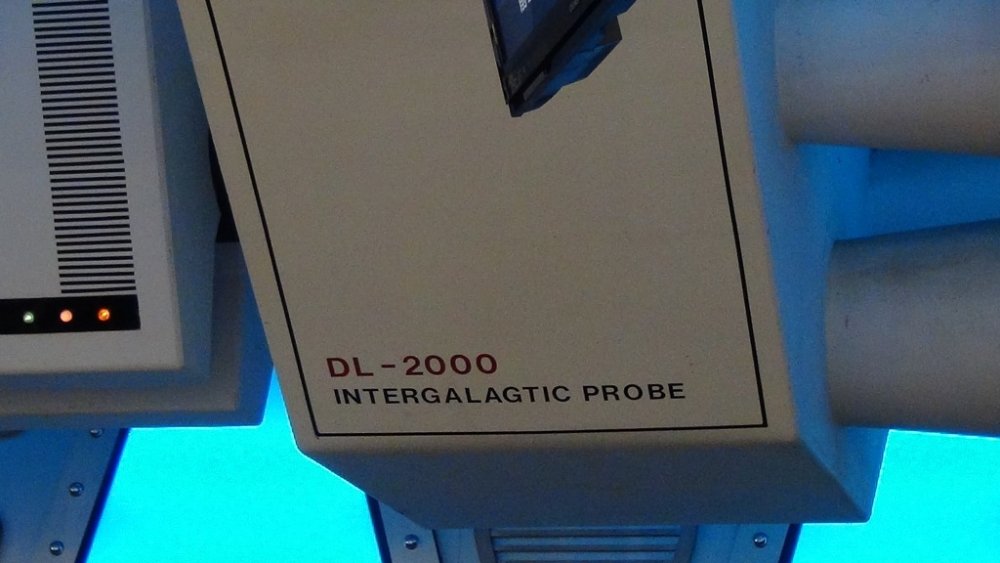 DL-2000
INTERGALAGTIC PROBE